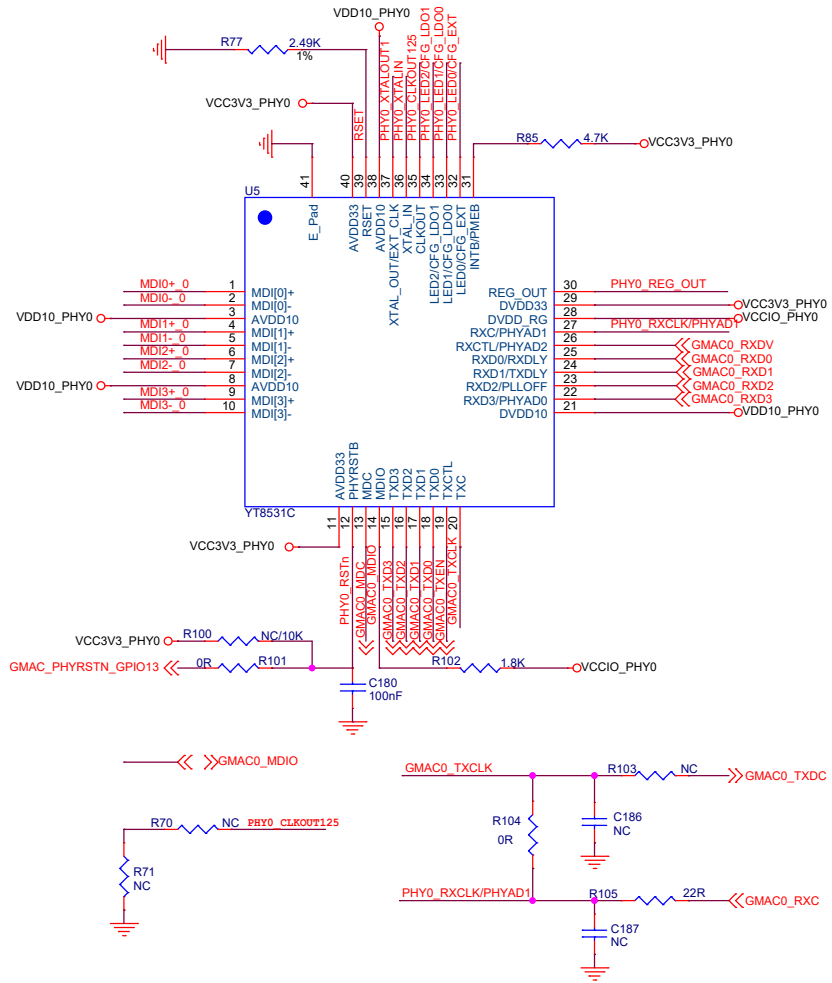 VDD10_PHY0
R77 2.49K
1%
VCC3V3_PHY0
RSET
PHY0_XTALOUT1
PHY0_XTALIN
PHY0_CLKOUT125
PHY0_LED2/CFG_LDO1
PHY0_LED1/CFG_LDO0
PHY0_LED0/CFG_EXT
R85 4.7K VCC3V3_PHY0
41 40 39 38 37 36 35 34 33 32 31
U5
E_Pad
AVDD33
RSET
AVDD10
XTAL_OUT/EXT_CLK
XTAL_IN
CLKOUT
LED2/CFG_LDO1
LED1/CFG_LDO0
LED0/CFG_EXT
INTB/PMEB
MDI0+_0 1 MDI[0]+
MDI0-_0 2 MDI[0]-
VDD10_PHY0 3 AVDD10
MDI1+_0 4 MDI[1]+
MDI1-_0 5 MDI[1]-
MDI2+_0 6 MDI[2]+
MDI2-_0 7 MDI[2]-
VDD10_PHY0 8 AVDD10
MDI3+_0 9 MDI[3]+
MDI3-_0 10 MDI[3]-
REG_OUT 30 PHY0_REG_OUT
DVDD33 29 VCC3V3_PHY0
DVDD_RG 28 VCCIO_PHY0
RXC/PHYAD1 27 PHY0_RXCLK/PHYAD1
RXCTL/PHYAD2 26 GMAC0_RXDV
RXD0/RXDLY 25 GMAC0_RXD0
RXD1/TXDLY 24 GMAC0_RXD1
RXD2/PLLOFF 23 GMAC0_RXD2
RXD3/PHYAD0 22 GMAC0_RXD3
DVDD10 21 VDD10_PHY0
AVDD33
PHYRSTB
MDC
MDIO
TXD3
TXD2
TXD1
TXD0
TXCTL
TXC
YT8531C
11 12 13 14 15 16 17 18 19 20
VCC3V3_PHY0
PHY0_RSTn
GMAC0_MDC
GMAC0_MDIO
GMAC0_TXD3
GMAC0_TXD2
GMAC0_TXD1
GMAC0_TXD0
GMAC0_TXEN
GMAC0_TXCLK
VCC3V3_PHY0 R100 NC/10K
GMAC_PHYRSTN_GPIO13 0R R101
R102 1.8K VCCIO_PHY0
C180
100nF
GMAC0_MDIO
GMAC0_TXCLK R103 NC GMAC0_TXDC
R104
0R
C186
NC
R70 NC PHY0_CLKOUT125
R71
NC
PHY0_RXCLK/PHYAD1 R105 22R GMAC0_RXC
C187
NC